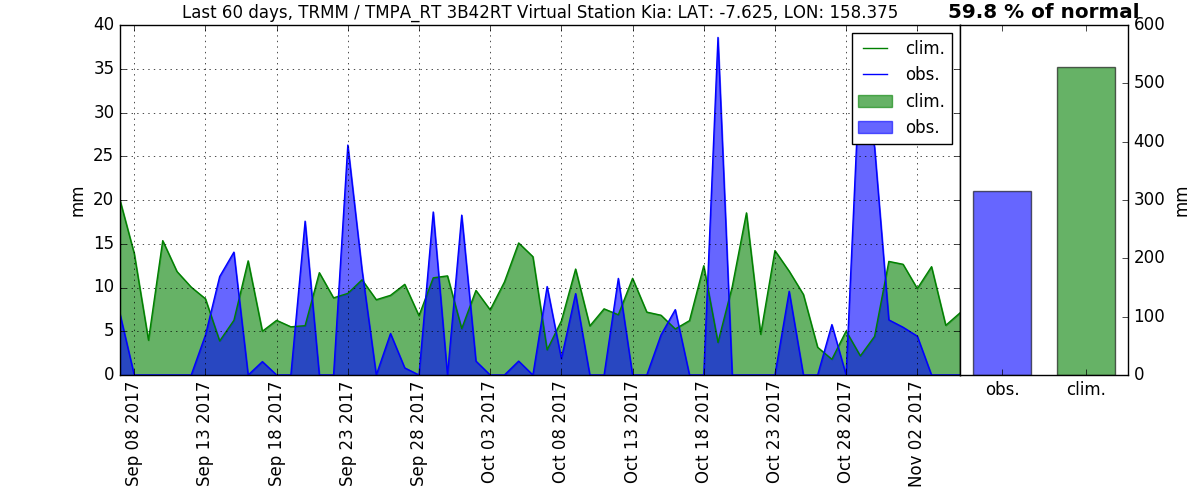 Last 60 days, TRMM / TMPA_RT 3B42RT Virtual Station Kia: LAT: -7.625, LON: 158.375
59.8 % of normal
40
35
30
25
20
15
10
5
0
mm
clim.
obs.
clim.
obs.
600
500
400
300
200
100
0
mm
Sep 08 2017
Sep 13 2017
Sep 18 2017
Sep 23 2017
Sep 28 2017
Oct 03 2017
Oct 08 2017
Oct 13 2017
Oct 18 2017
Oct 23 2017
Oct 28 2017
Nov 02 2017
obs.
clim.